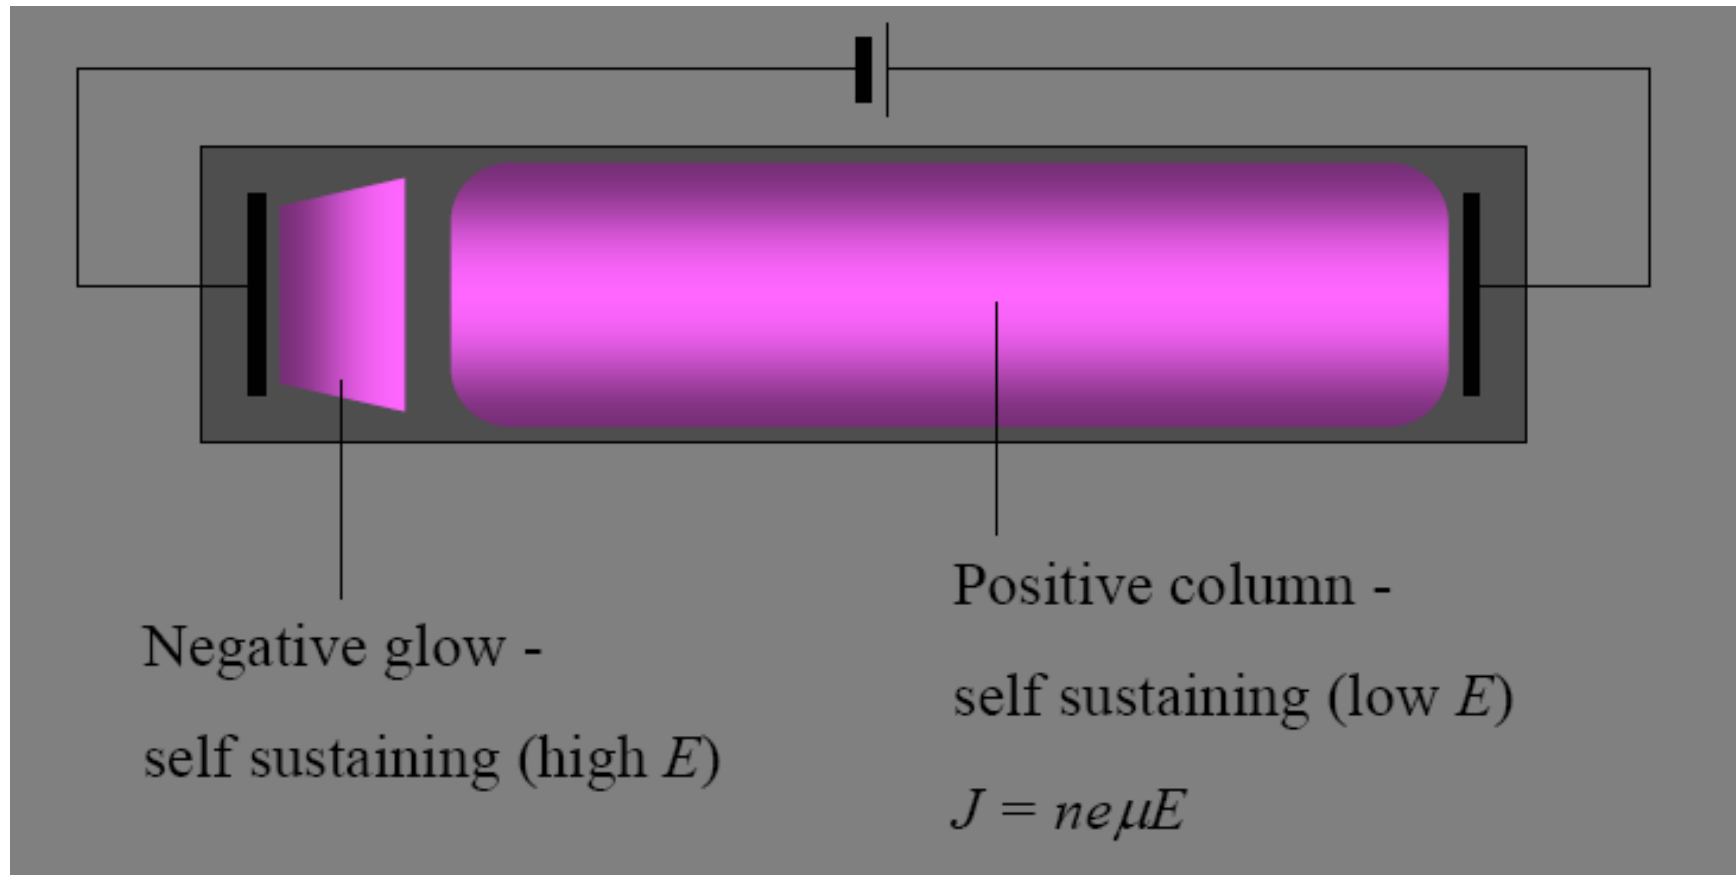 Negative glow -
self sustaining (high E)
Positive column -
self sustaining (low E)
J = neμE